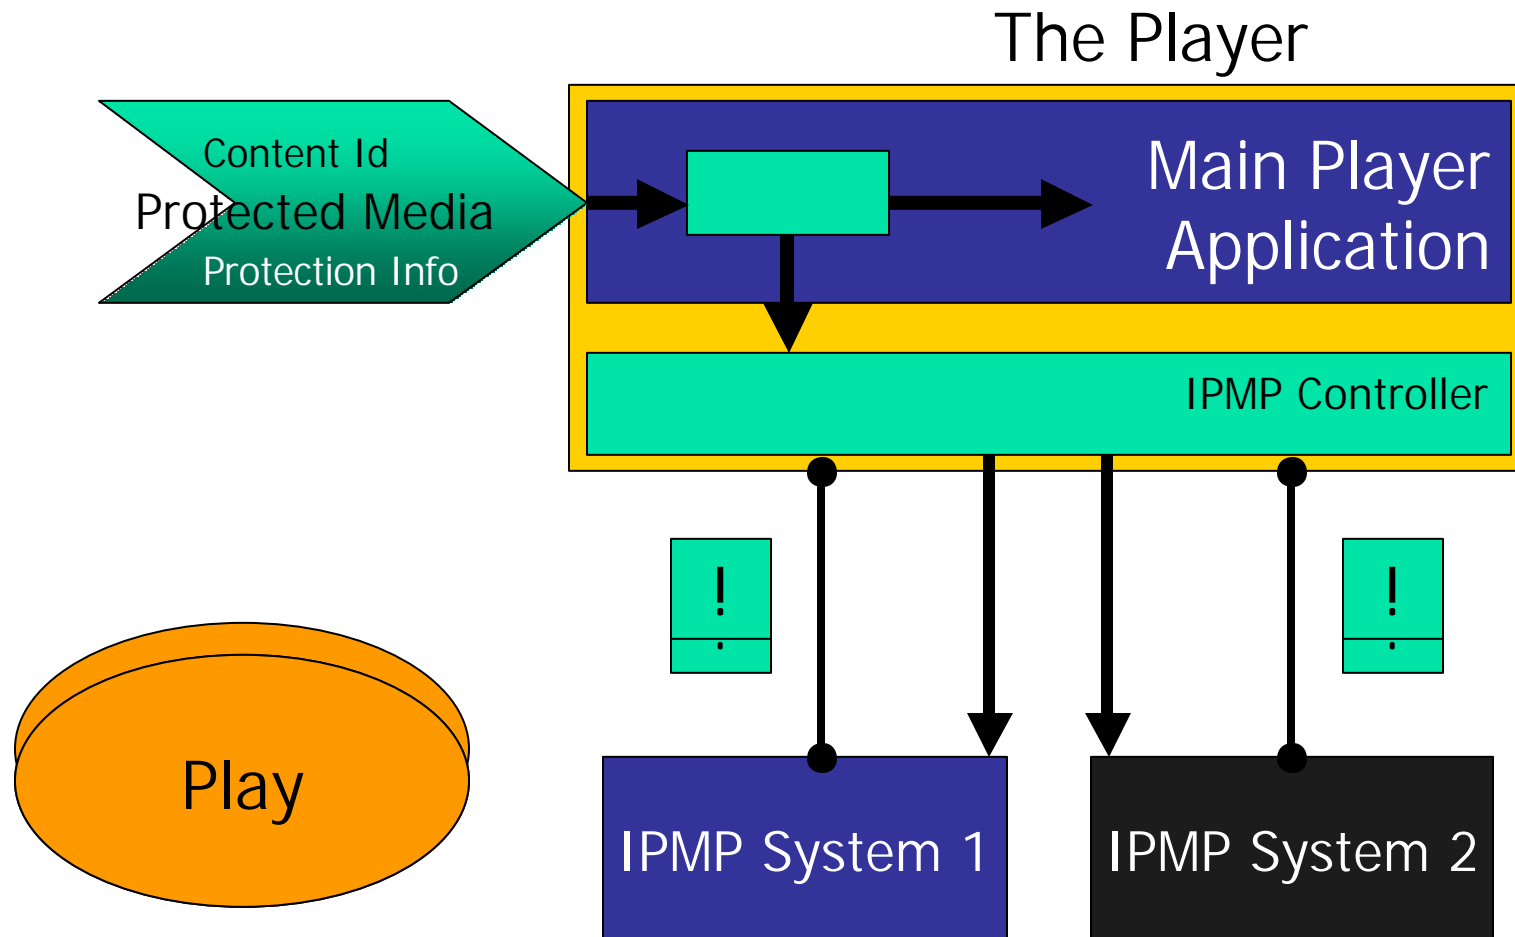 The Player
Content Id
Protected Media
Protection Info
Main Player
Application
IPMP Controller
!
!
Play
IPMP System 1
IPMP System 2